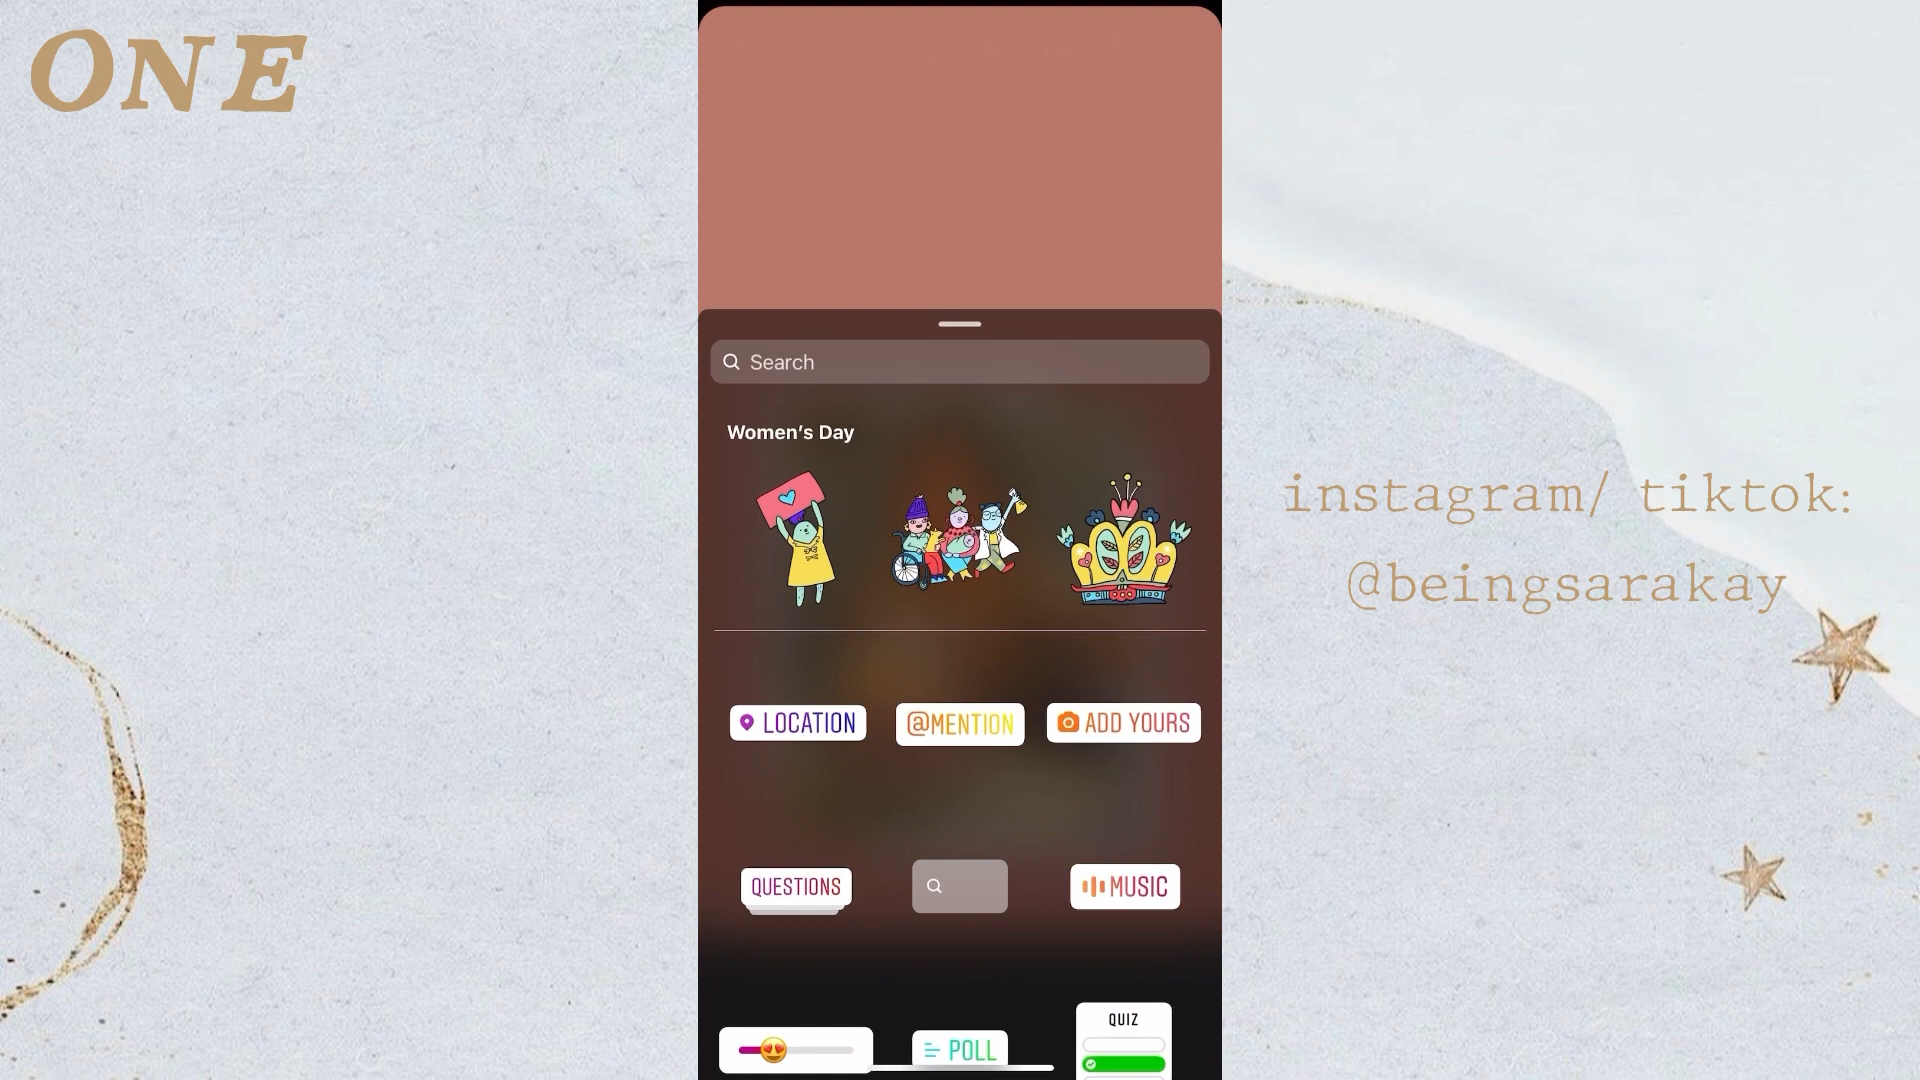 ONE
Search
Women's Day
LOCATION
@MENTION
ADD YOURS
QUESTIONS
MUSIC
POLL
QUIZ
instagram/ tiktok:
@beingsarakay